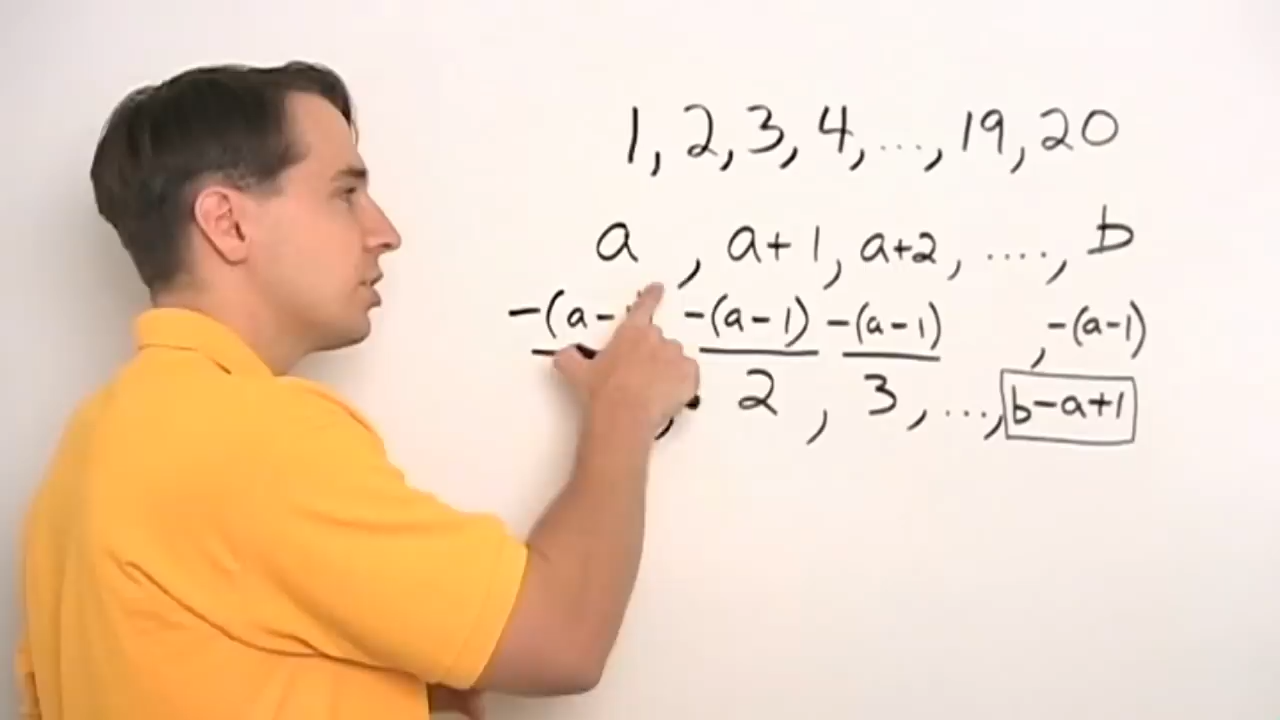 1, 2, 3, 4, ..., 19, 20
a, a+1, a+2, ...., b
-(a- -(a-1) -(a-1) , -(a-1)
, 2, 3, ..., b-a+1